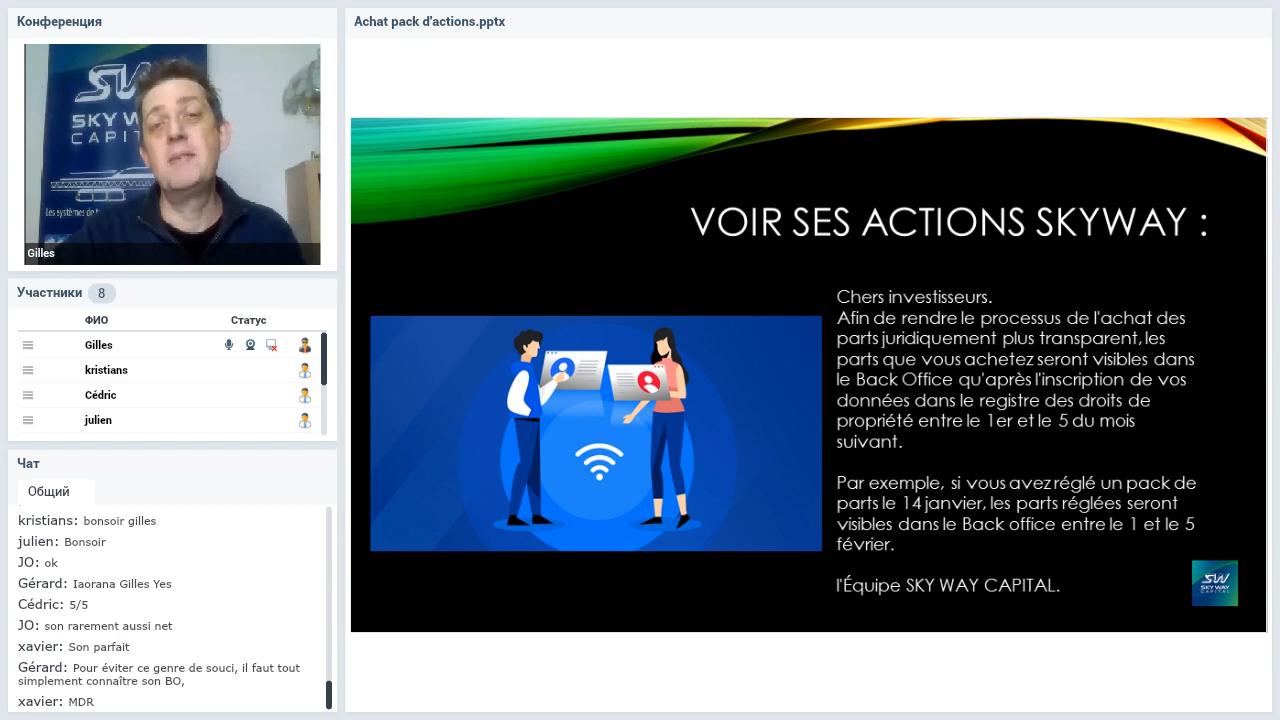 Конференция
SW
SKY WAY
CAPIT
Les systèmes de t
Gilles
Участники 8
ФИО Статус
Gilles
kristians
Cédric
julien
Чат
Общий
kristians: bonsoir gilles
julien: Bonsoir
JO: ok
Gérard: Iaorana Gilles Yes
Cédric: 5/5
JO: son rarement aussi net
xavier: Son parfait
Gérard: Pour éviter ce genre de souci, il faut tout
simplement connaître son BO,
xavier: MDR
Achat pack d'actions.pptx
VOIR SES ACTIONS SKYWAY :
Chers investisseurs.
Afin de rendre le processus de l'achat des
parts juridiquement plus transparent, les
parts que vous achetez seront visibles dans
le Back Office qu'après l'inscription de vos
données dans le registre des droits de
propriété entre le 1er et le 5 du mois
suivant.
Par exemple, si vous avez réglé un pack de
parts le 14 janvier, les parts réglées seront
visibles dans le Back office entre le 1 et le 5
février.
l'Équipe SKY WAY CAPITAL.
SW
SKY WAY
CAPITAL